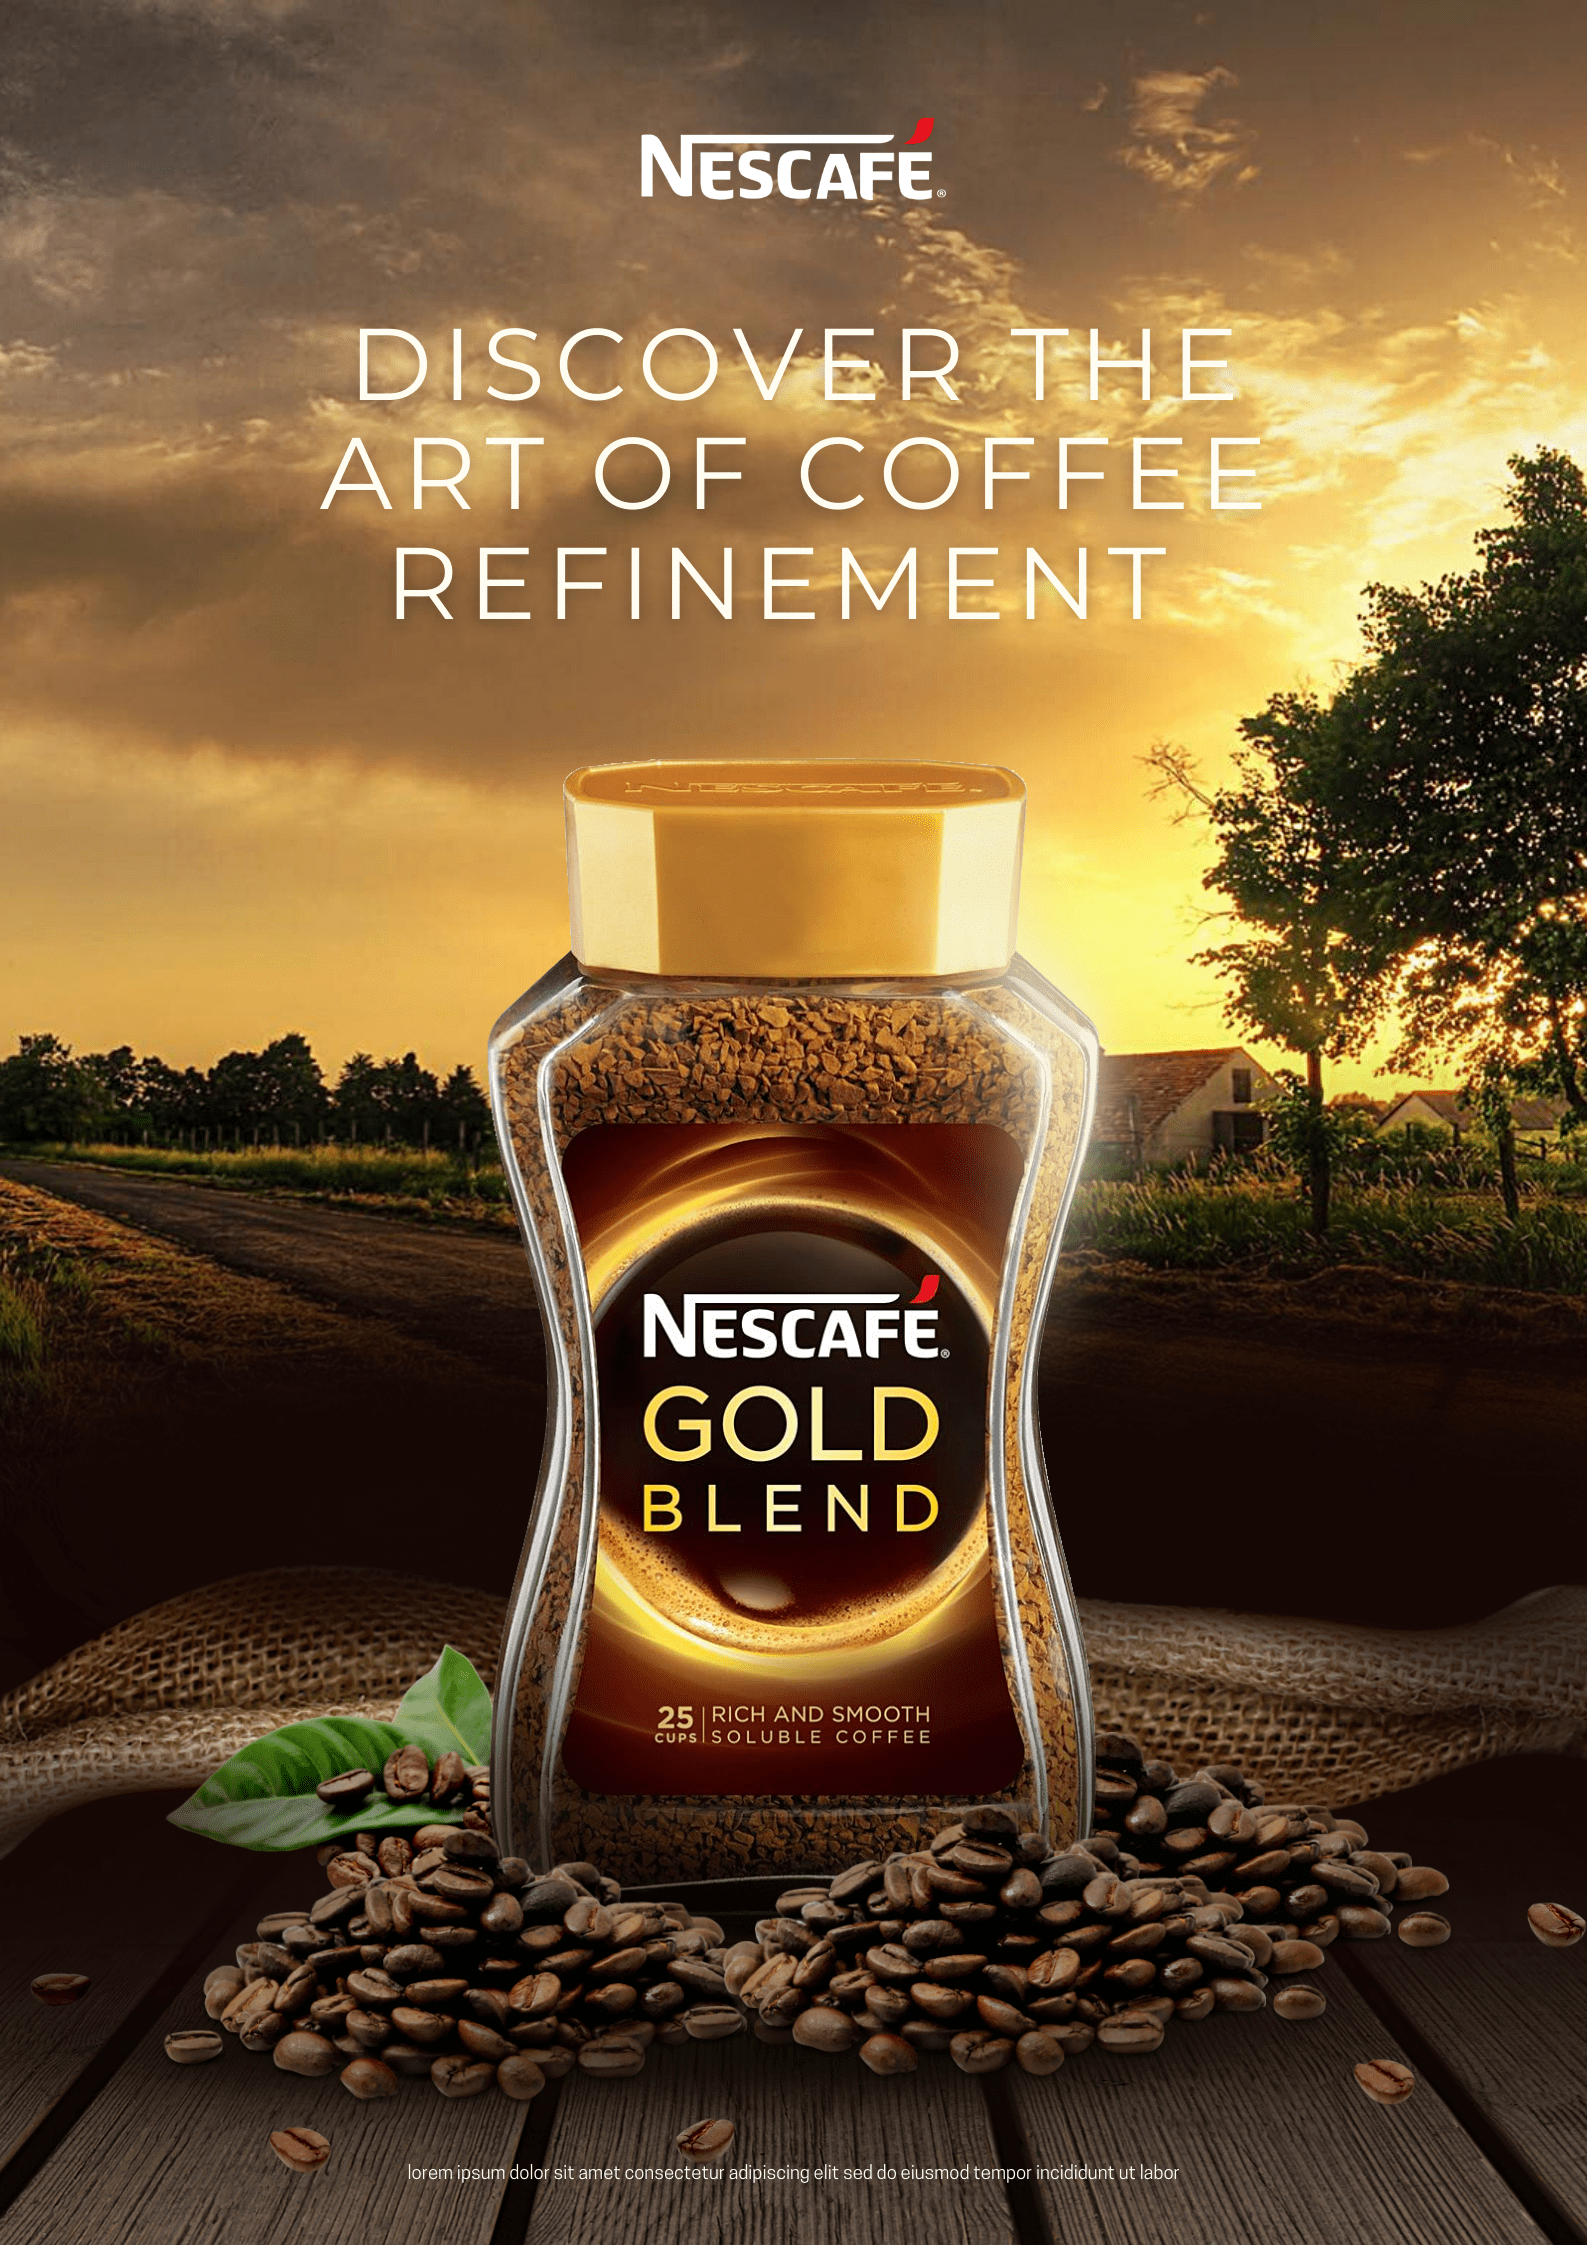 NESCAFÉ®
DISCOVER THE
ART OF COFFEE
REFINEMENT
NESCAFÉ.
NESCAFÉ®
GOLD
BLEND
25 CUPS
RICH AND SMOOTH
SOLUBLE COFFEE
lorem ipsum dolor sit amet consectetur adipiscing elit sed do eiusmod tempor incididunt ut labor